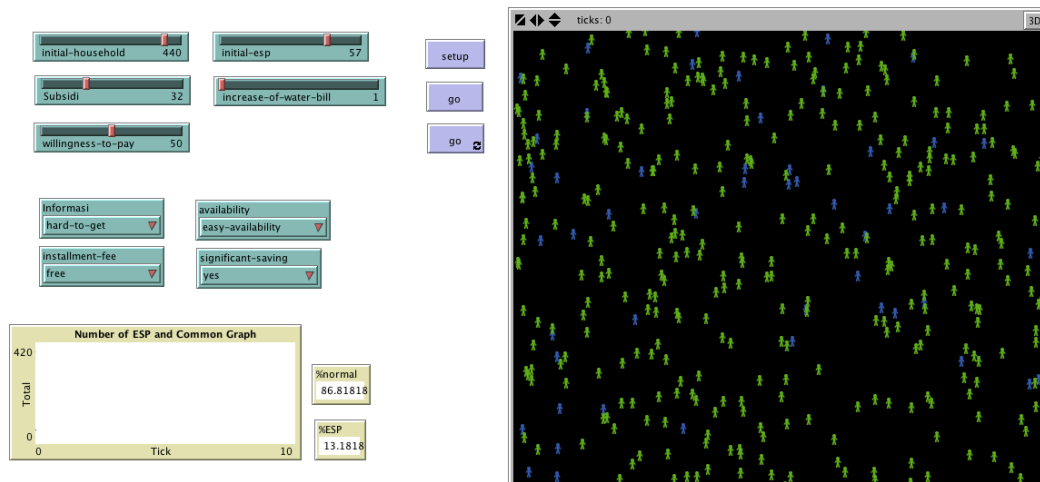 ticks: 0
3D
initial-household 440
initial-esp 57
setup
Subsidi 32
increase-of-water-bill 1
go
willingness-to-pay 50
go
Informasi
hard-to-get
availability
easy-availability
installment-fee
free
significant-saving
yes
Number of ESP and Common Graph
420
Total
0
0
Tick
10
%normal
86.81818
%ESP
13.1818